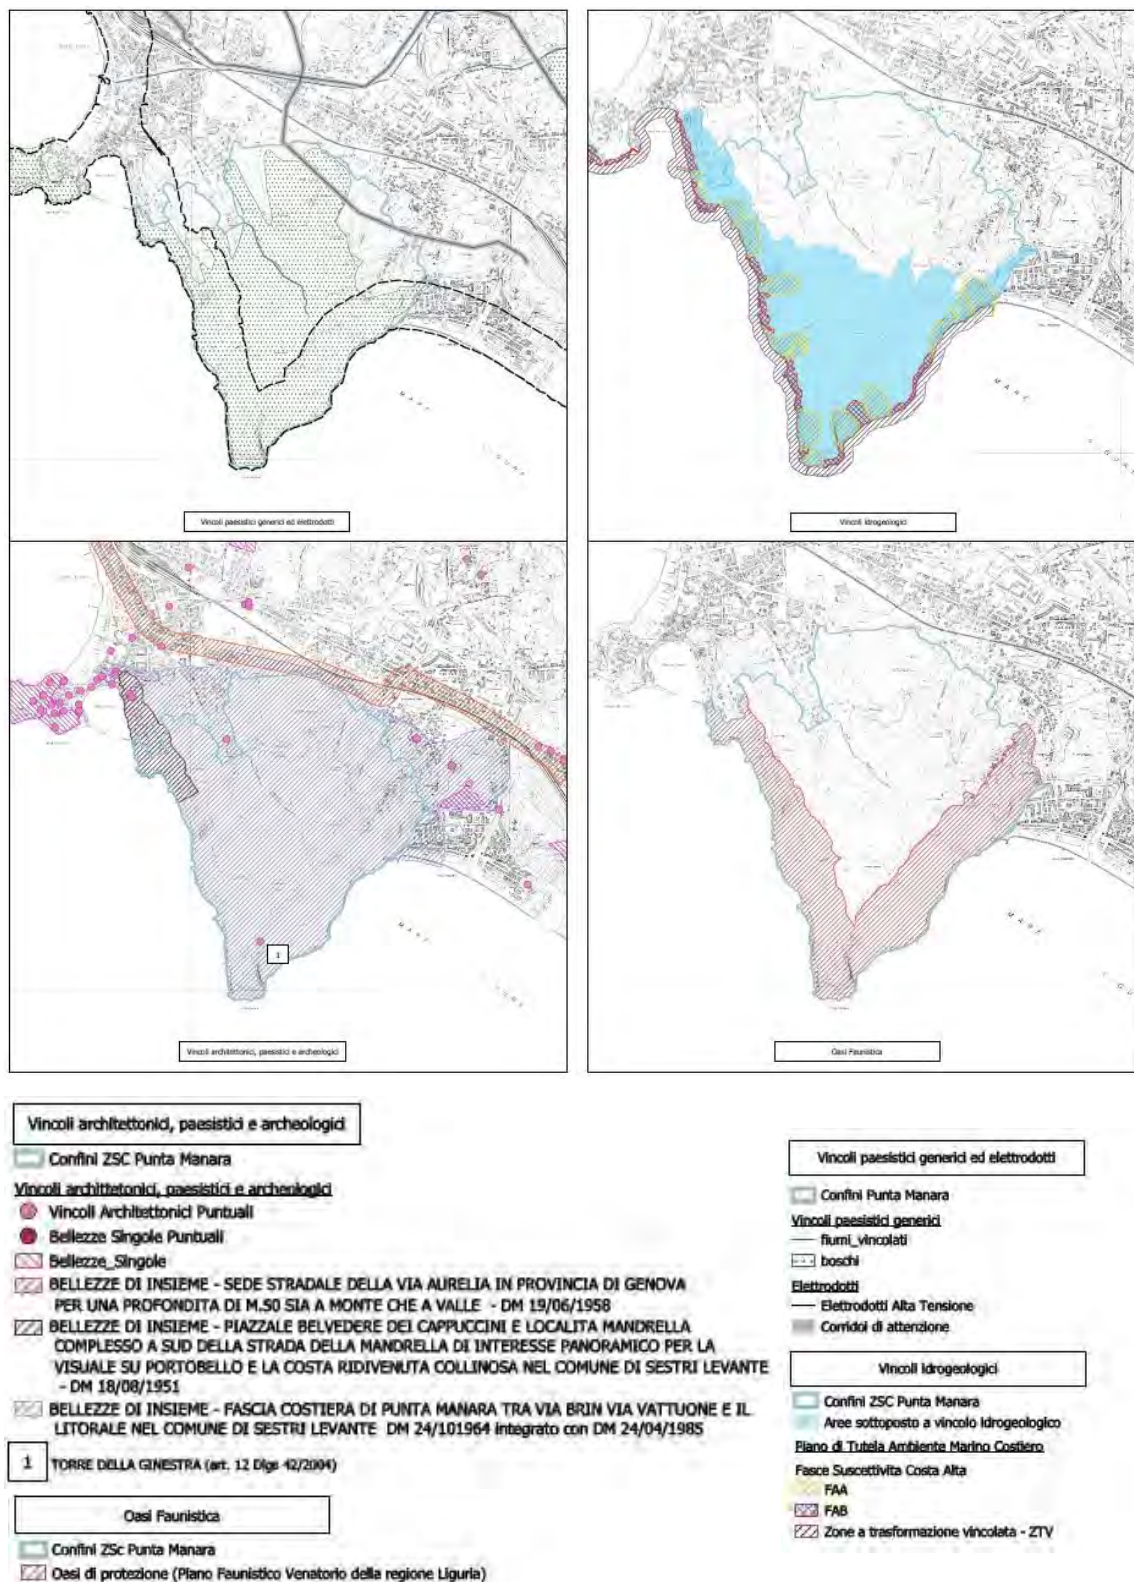 MARE
MARE
Vincoli paesistici generici ed elettrodotti
Vincoli idrogeologici
MARE
MARE
1
Vincoli architettonici, paesistici e archeologici
Oasi Faunistica
Vincoli architettonici, paesistici e archeologici
Confini ZSC Punta Manara
Vincoli archittetonici, paesistici e archeologici
Vincoli Architettonici Puntuali
Bellezze Singole Puntuali
Bellezze_Singole
BELLEZZE DI INSIEME - SEDE STRADALE DELLA VIA AURELIA IN PROVINCIA DI GENOVA
PER UNA PROFONDITA DI M.50 SIA A MONTE CHE A VALLE - DM 19/06/1958
BELLEZZE DI INSIEME - PIAZZALE BELVEDERE DEI CAPPUCCINI E LOCALITA MANDRELLA
COMPLESSO A SUD DELLA STRADA DELLA MANDRELLA DI INTERESSE PANORAMICO PER LA
VISUALE SU PORTOBELLO E LA COSTA RIDIVENUTA COLLINOSA NEL COMUNE DI SESTRI LEVANTE
- DM 18/08/1951
BELLEZZE DI INSIEME - FASCIA COSTIERA DI PUNTA MANARA TRA VIA BRIN VIA VATTUONE E IL
LITORALE NEL COMUNE DI SESTRI LEVANTE DM 24/101964 integrato con DM 24/04/1985
1 TORRE DELLA GINESTRA (art. 12 Dlgs 42/2004)
Oasi Faunistica
Confini ZSc Punta Manara
Oasi di protezione (Piano Faunistico Venatorio della regione Liguria)
Vincoli paesistici generici ed elettrodotti
Confini Punta Manara
Vincoli paesistici generici
fiumi_vincolati
boschi
Elettrodotti
Elettrodotti Alta Tensione
Corridoi di attenzione
Vincoli idrogeologici
Confini ZSC Punta Manara
Aree sottoposto a vincolo idrogeologico
Piano di Tutela Ambiente Marino Costiero
Fasce Suscettivita Costa Alta
FAA
FAB
Zone a trasformazione vincolata - ZTV